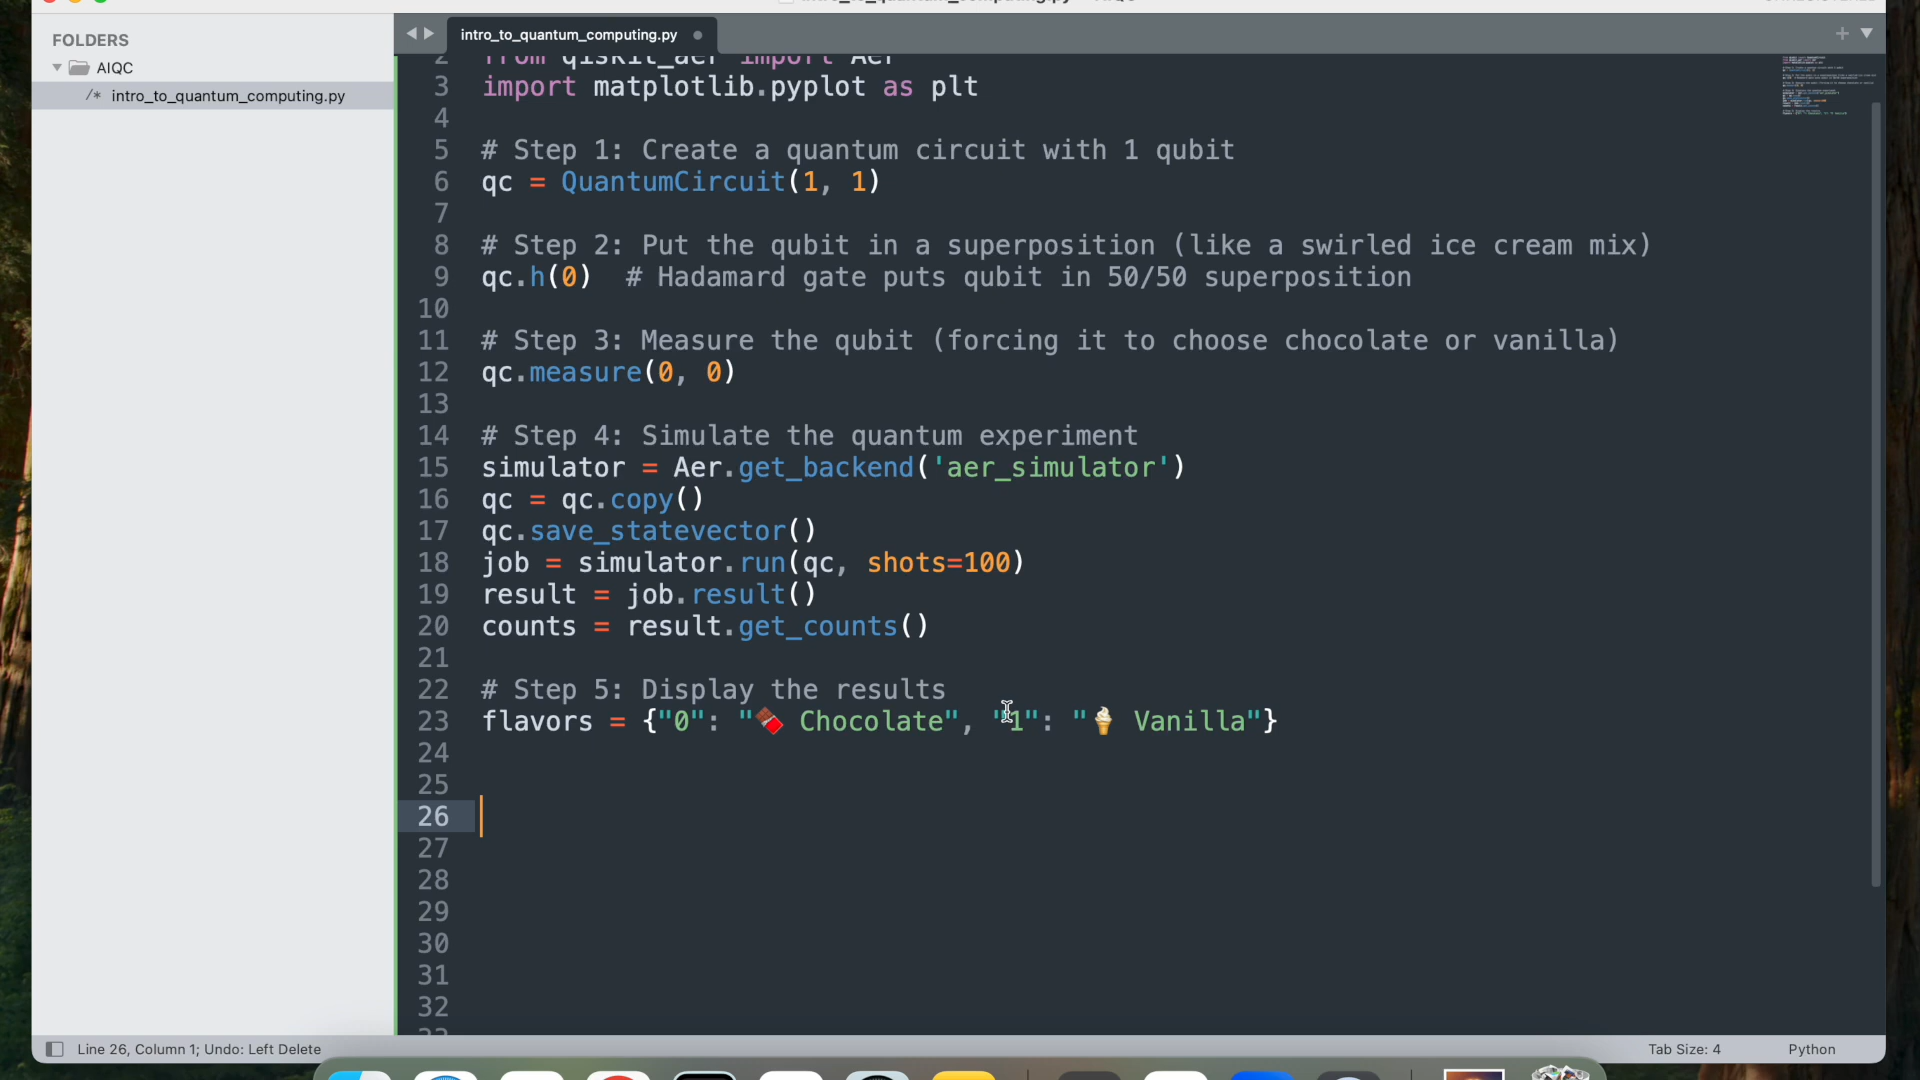 FOLDERS
AIQC
/* intro_to_quantum_computing.py
intro_to_quantum_computing.py
2 from qiskit_aer import Aer
3 import matplotlib.pyplot as plt
4
5 # Step 1: Create a quantum circuit with 1 qubit
6 qc = QuantumCircuit(1, 1)
7
8 # Step 2: Put the qubit in a superposition (like a swirled ice cream mix)
9 qc.h(0)  # Hadamard gate puts qubit in 50/50 superposition
10
11 # Step 3: Measure the qubit (forcing it to choose chocolate or vanilla)
12 qc.measure(0, 0)
13
14 # Step 4: Simulate the quantum experiment
15 simulator = Aer.get_backend('aer_simulator')
16 qc = qc.copy()
17 qc.save_statevector()
18 job = simulator.run(qc, shots=100)
19 result = job.result()
20 counts = result.get_counts()
21
22 # Step 5: Display the results
23 flavors = {"0": "🍫 Chocolate", "1": "🍦 Vanilla"}
24
25
26
27
28
29
30
31
32
Line 26, Column 1; Undo: Left Delete
Tab Size: 4
Python